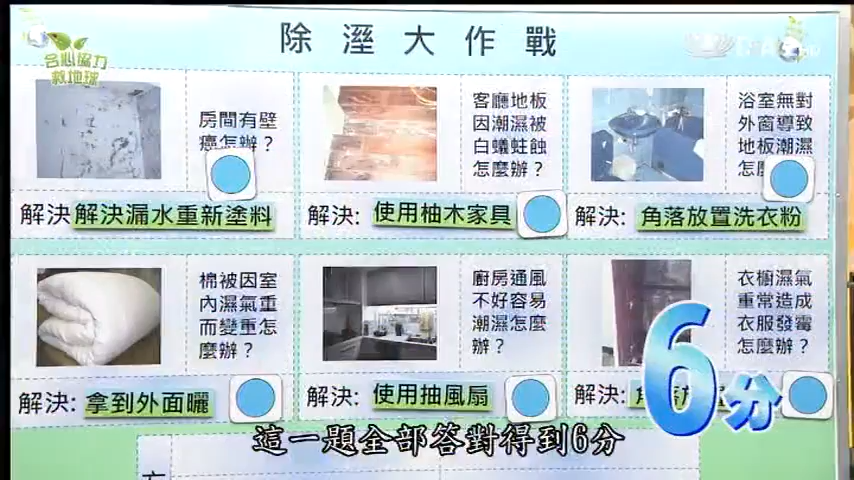 除溼大作戰
合心協力
救地球
房間有壁
癌怎辦？
解決
解決漏水重新塗料
客廳地板
因潮濕被
白蟻蛀蝕
怎麼辦？
解決:
使用柚木家具
浴室無對
外窗導致
地板潮濕
怎
解決:
角落放置洗衣粉
棉被因室
內濕氣重
而變重怎
麼辦？
解決:
拿到外面曬
廚房通風
不好容易
潮濕怎麼
辦？
解決:
使用抽風扇
衣櫥濕氣
重常造成
衣服發霉
怎麼辦？
解決:
6分
這一題全部答對得到6分